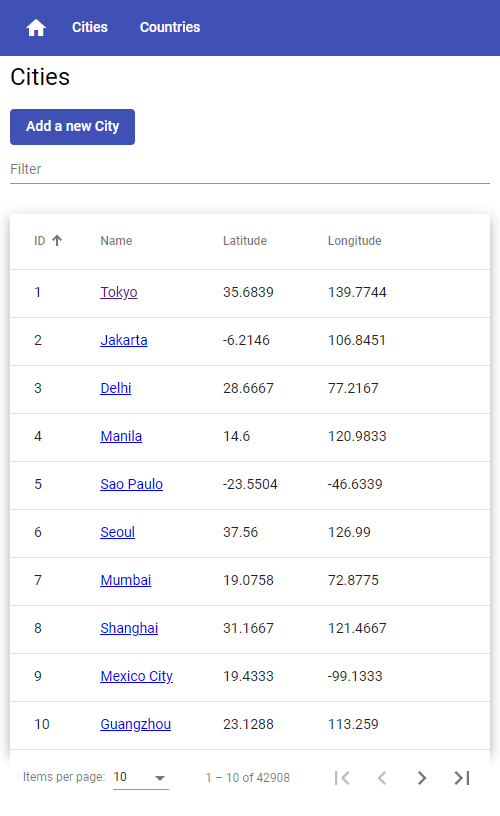 Cities Countries
Cities
Add a new City
Filter
ID Name Latitude Longitude
1 Tokyo 35.6839 139.7744
2 Jakarta -6.2146 106.8451
3 Delhi 28.6667 77.2167
4 Manila 14.6 120.9833
5 Sao Paulo -23.5504 -46.6339
6 Seoul 37.56 126.99
7 Mumbai 19.0758 72.8775
8 Shanghai 31.1667 121.4667
9 Mexico City 19.4333 -99.1333
10 Guangzhou 23.1288 113.259
Items per page: 10 1 – 10 of 42908